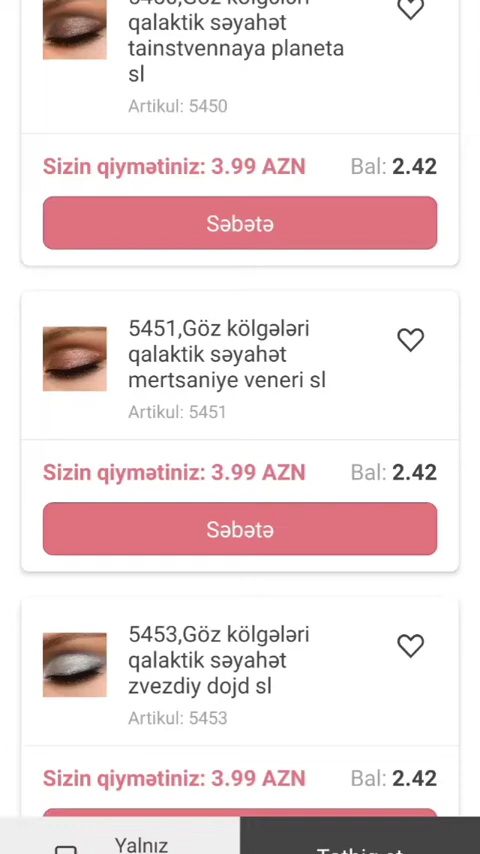 qalaktik səyahət
tainstvennaya planeta
sl
Artikul: 5450
Sizin qiymətiniz: 3.99 AZN Bal: 2.42
Səbətə
5451,Göz kölgələri
qalaktik səyahət
mertsaniye veneri sl
Artikul: 5451
Sizin qiymətiniz: 3.99 AZN Bal: 2.42
Səbətə
5453,Göz kölgələri
qalaktik səyahət
zvezdiy dojd sl
Artikul: 5453
Sizin qiymətiniz: 3.99 AZN Bal: 2.42
Yalnız